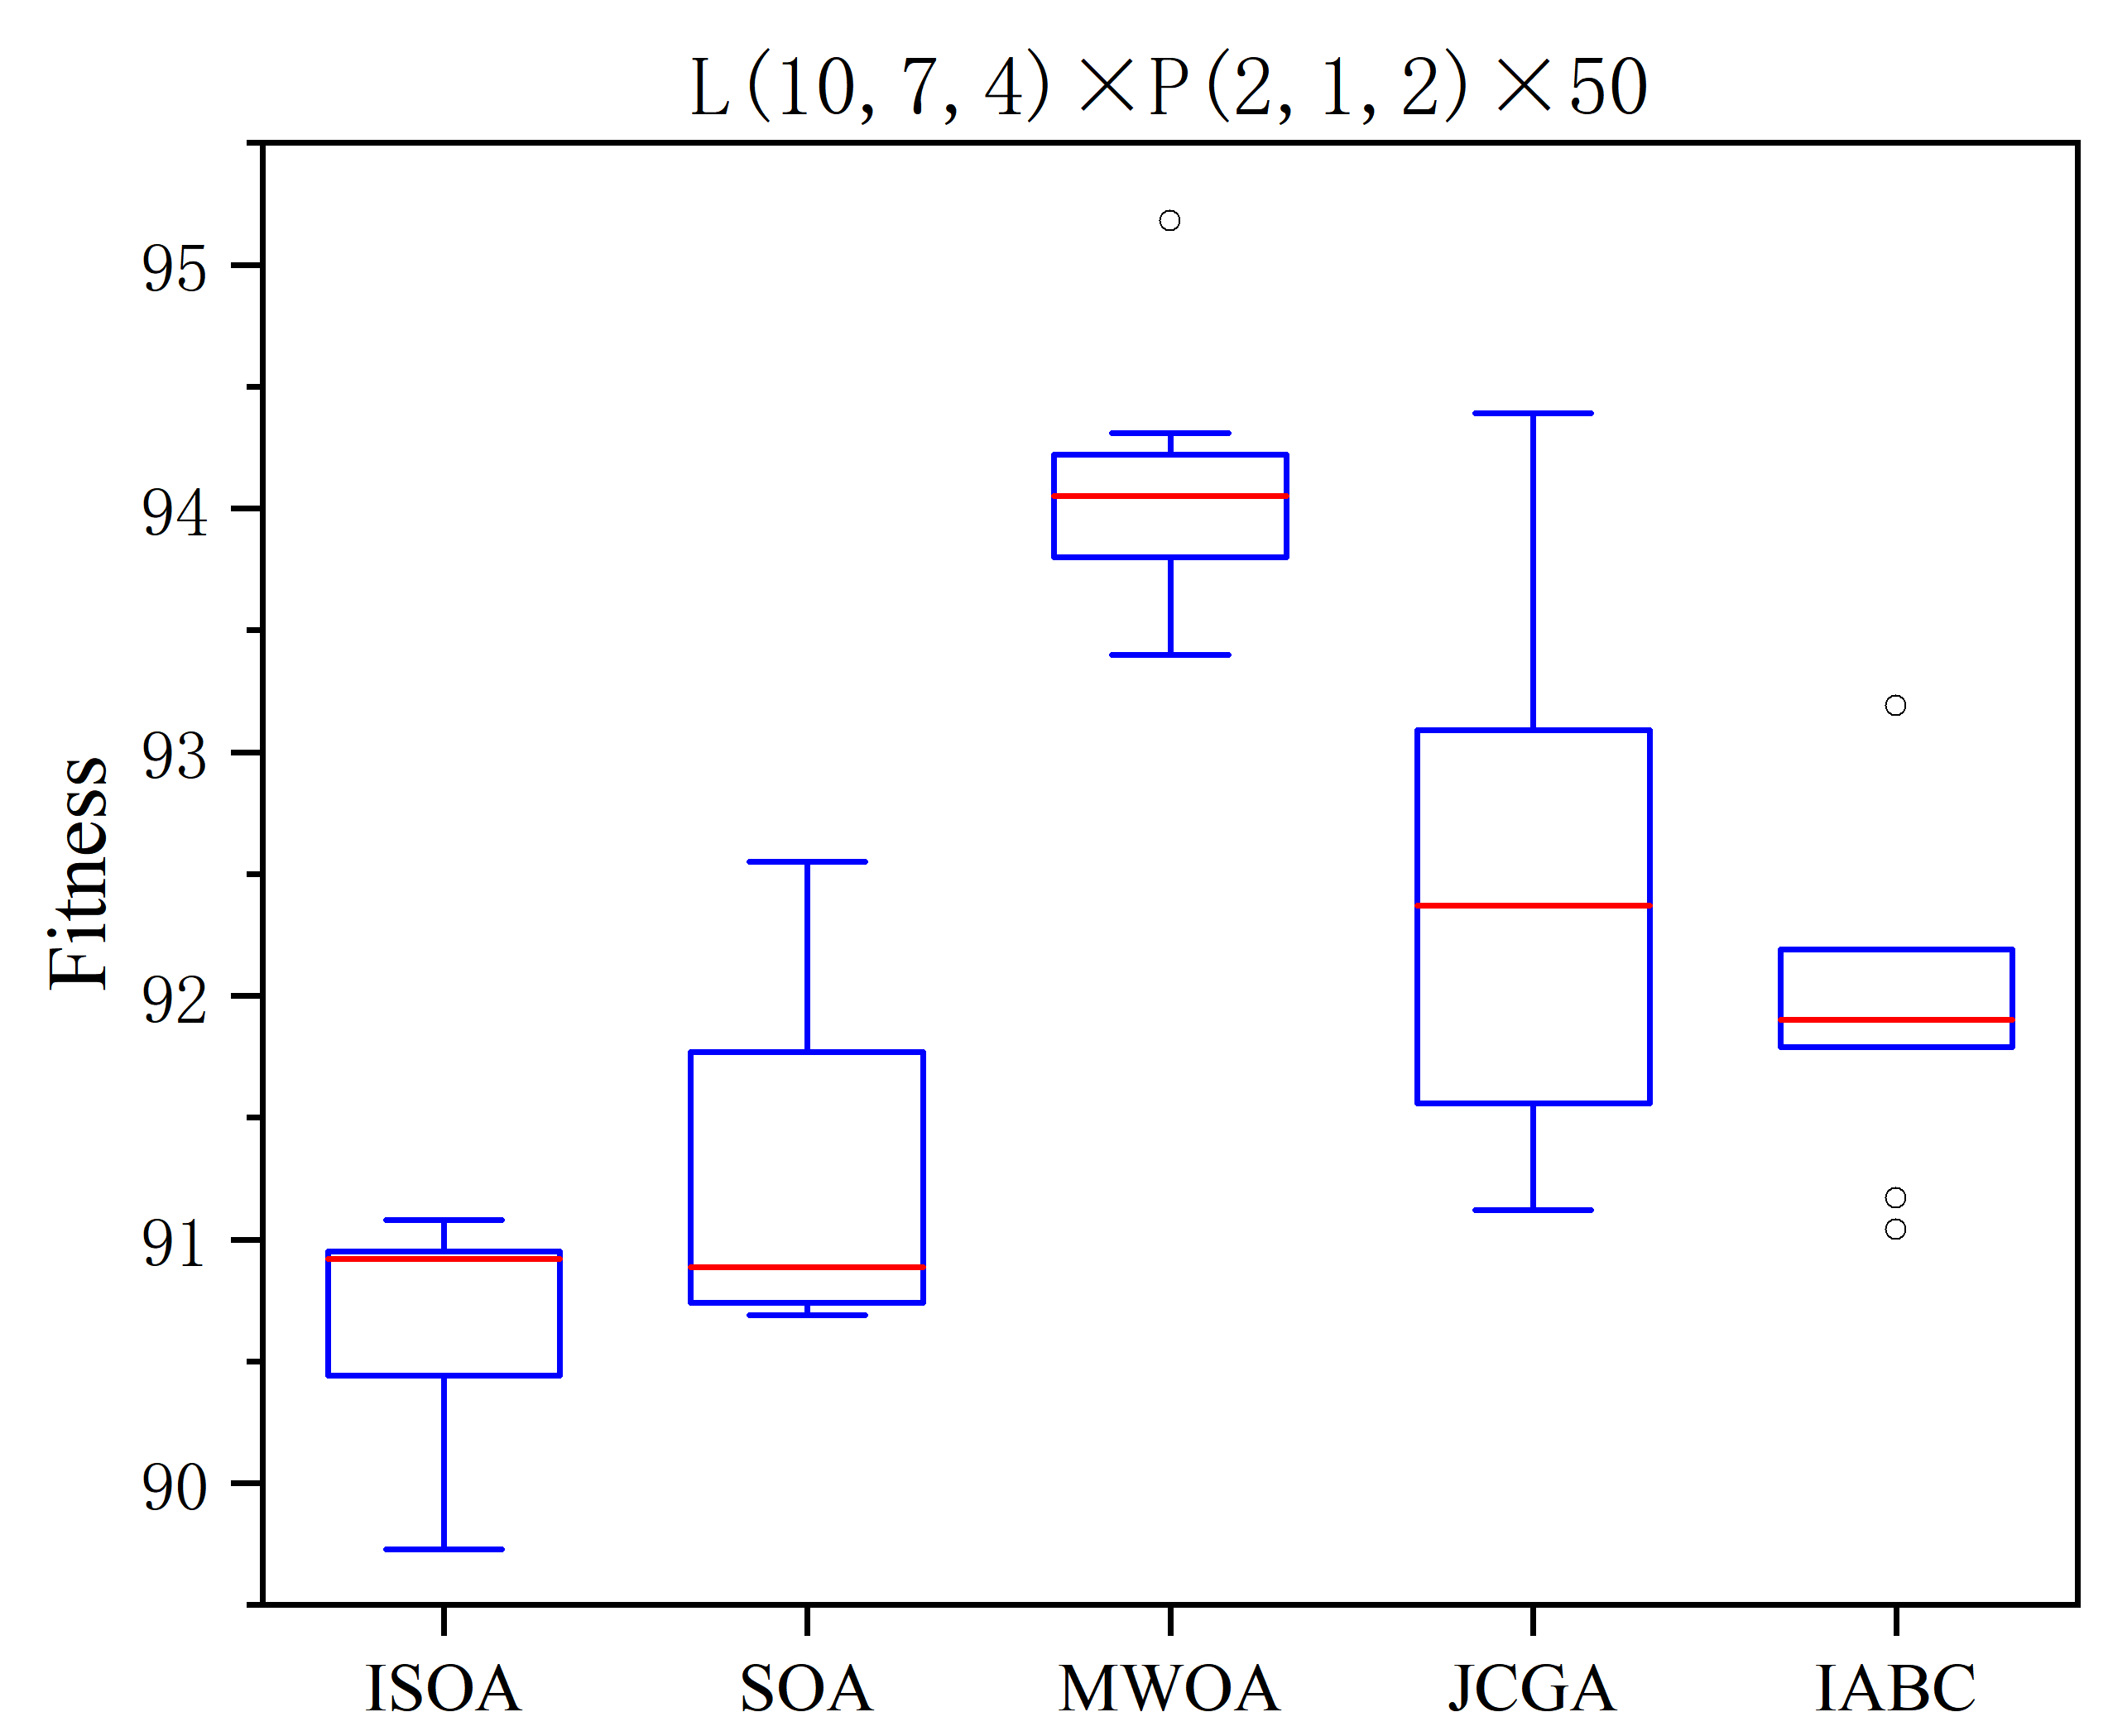 L(10,7,4)×P(2,1,2)×50
Fitness
95
94
93
92
91
90
ISOA SOA MWOA JCGA IABC